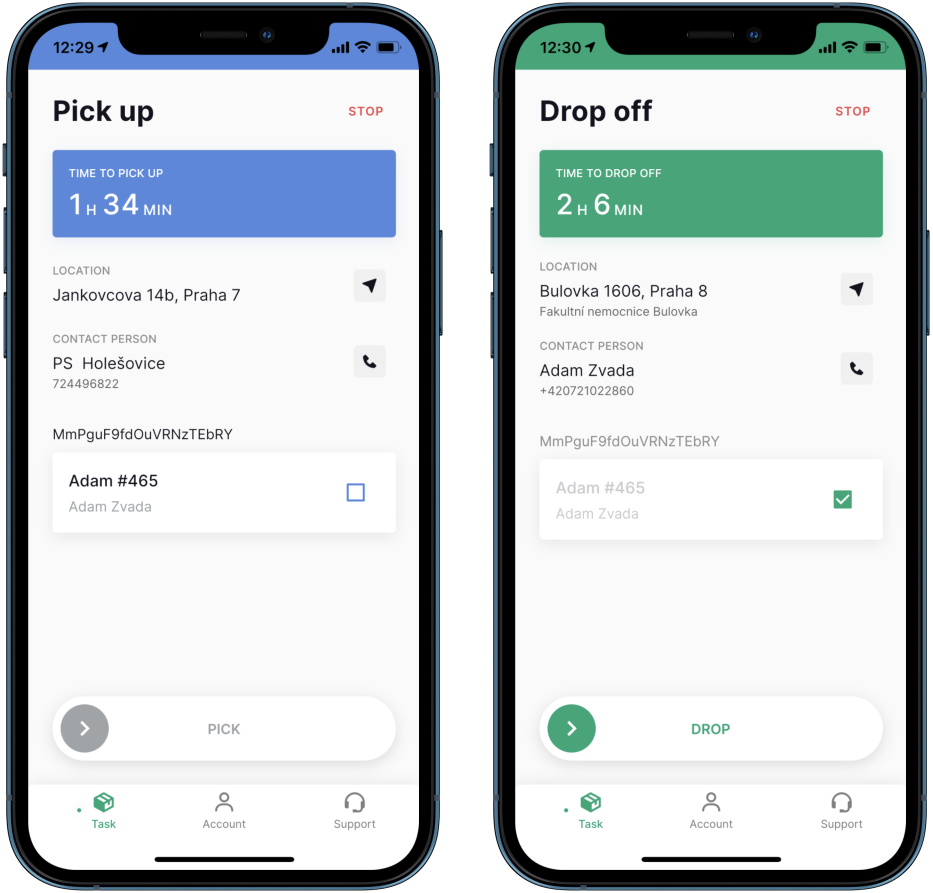 12:29
Pick up
STOP
TIME TO PICK UP
1 H 34 MIN
LOCATION
Jankovcova 14b, Praha 7
CONTACT PERSON
PS  Holešovice
724496822
MmPguF9fdOuVRNzTEbRY
Adam #465
Adam Zvada
PICK
Task
Account
Support
12:30
Drop off
STOP
TIME TO DROP OFF
2 H 6 MIN
LOCATION
Bulovka 1606, Praha 8
Fakultní nemocnice Bulovka
CONTACT PERSON
Adam Zvada
+420721022860
MmPguF9fdOuVRNzTEbRY
Adam #465
Adam Zvada
DROP
Task
Account
Support